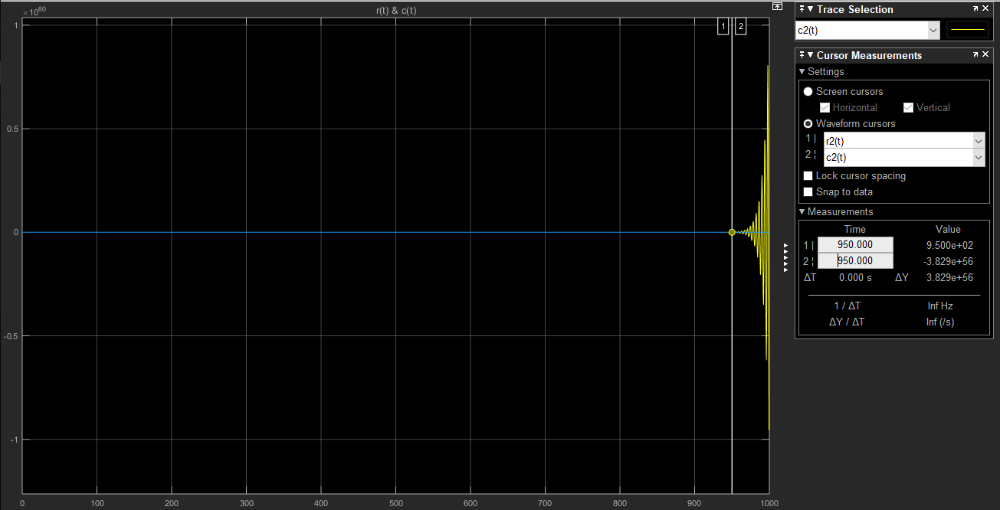 r(t) & c(t)
×10^60
1
0.5
0
-0.5
-1
0 100 200 300 400 500 600 700 800 900 1000
1 2
Trace Selection
c2(t)
Cursor Measurements
Settings
Screen cursors
Horizontal Vertical
Waveform cursors
1 | r2(t)
2 ¦ c2(t)
Lock cursor spacing
Snap to data
Measurements
Time Value
1 | 950.000 9.500e+02
2 ¦ 950.000 -3.829e+56
ΔT 0.000 s ΔY 3.829e+56
1 / ΔT Inf Hz
ΔY / ΔT Inf (/s)